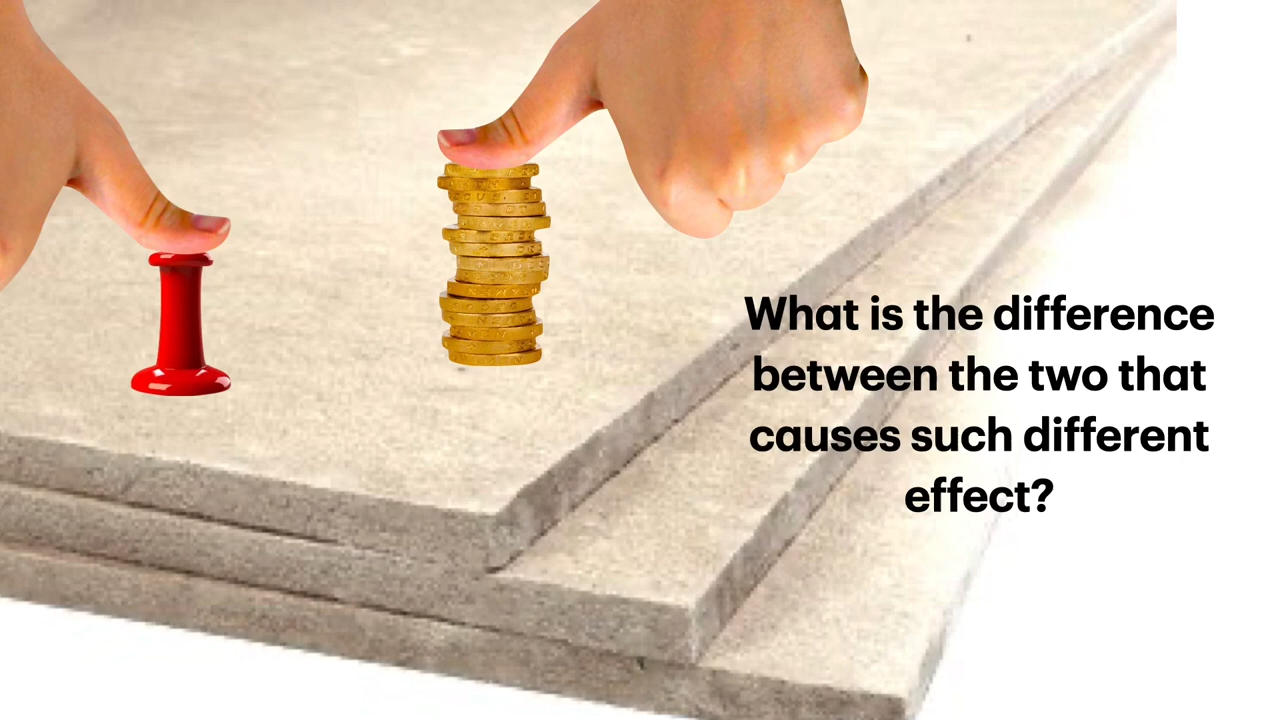 What is the difference
between the two that
causes such different
effect?